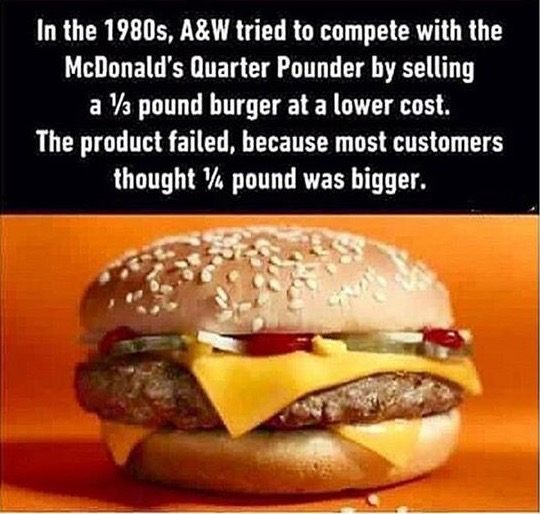 In the 1980s, A&W tried to compete with the
McDonald's Quarter Pounder by selling
a ⅓ pound burger at a lower cost.
The product failed, because most customers
thought ¼ pound was bigger.